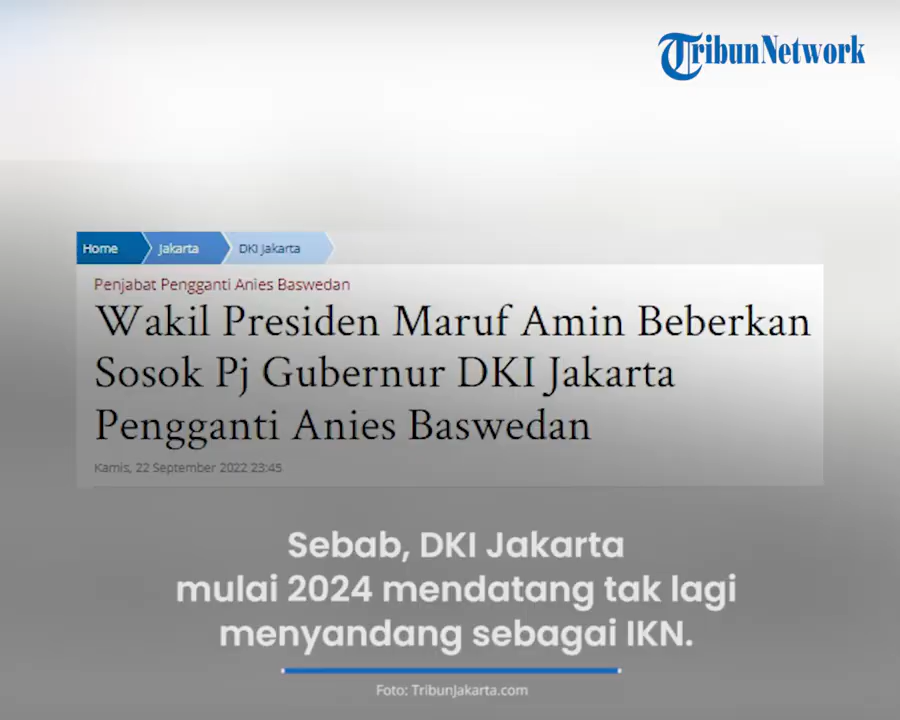 TribunNetwork
Home
Jakarta
DKI Jakarta
Penjabat Pengganti Anies Baswedan
Wakil Presiden Maruf Amin Beberkan
Sosok Pj Gubernur DKI Jakarta
Pengganti Anies Baswedan
Kamis, 22 September 2022 23:45
Sebab, DKI Jakarta
mulai 2024 mendatang tak lagi
menyandang sebagai IKN.
Foto: TribunJakarta.com